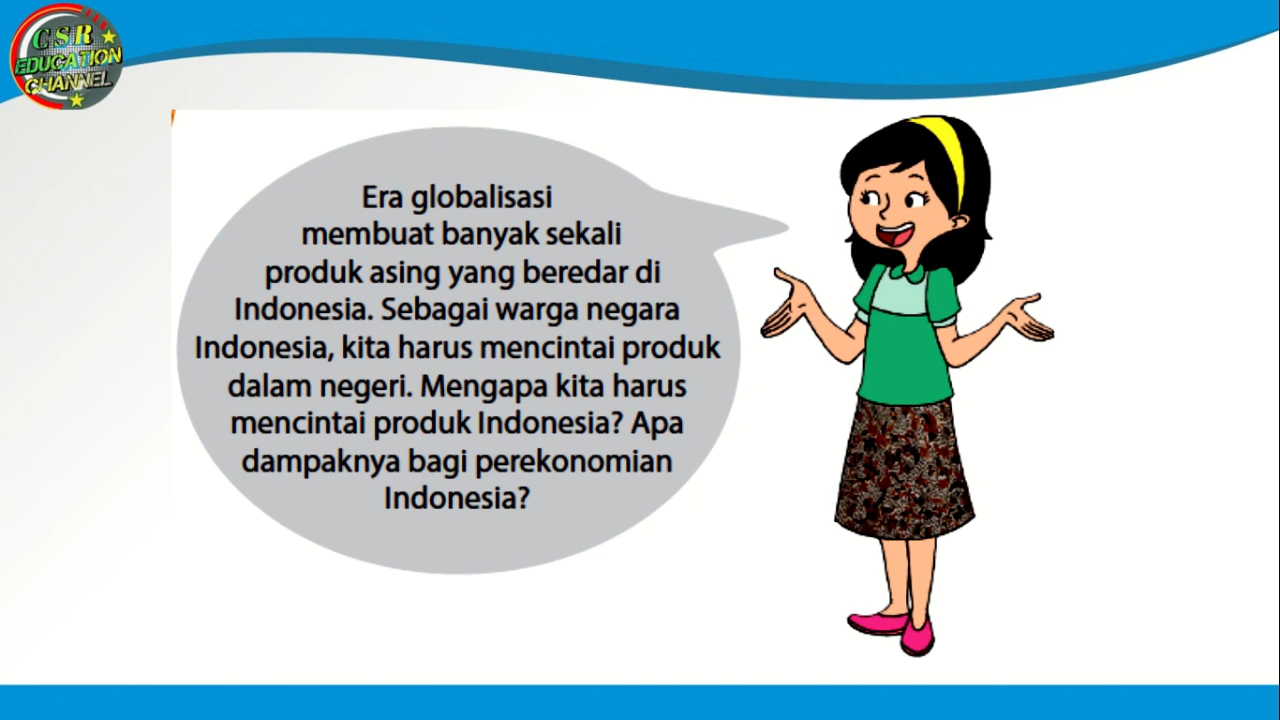 CSR
EDUCATION
CHANNEL
Era globalisasi
membuat banyak sekali
produk asing yang beredar di
Indonesia. Sebagai warga negara
Indonesia, kita harus mencintai produk
dalam negeri. Mengapa kita harus
mencintai produk Indonesia? Apa
dampaknya bagi perekonomian
Indonesia?